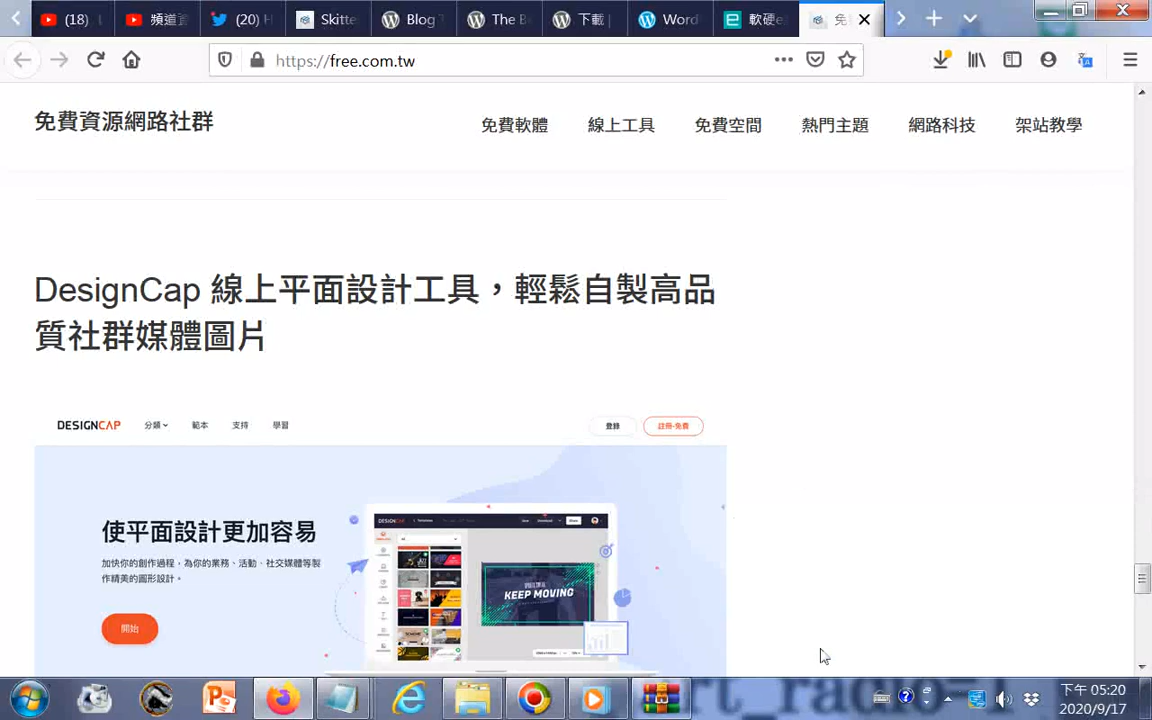 (18)
頻道資
(20) H
Skitte
Blog T
The B
下載 |
Word
軟硬e
免
https://free.com.tw
免費資源網路社群
免費軟體
線上工具
免費空間
熱門主題
網路科技
架站教學
DesignCap 線上平面設計工具，輕鬆自製高品
質社群媒體圖片
DESIGNCAP
分類
範本
支持
學習
登錄
註冊-免費
使平面設計更加容易
加快你的創作過程，為你的業務、活動、社交媒體等製
作精美的圖形設計。
開始
KEEP MOVING
rt_radio
下午 05:20
2020/9/17